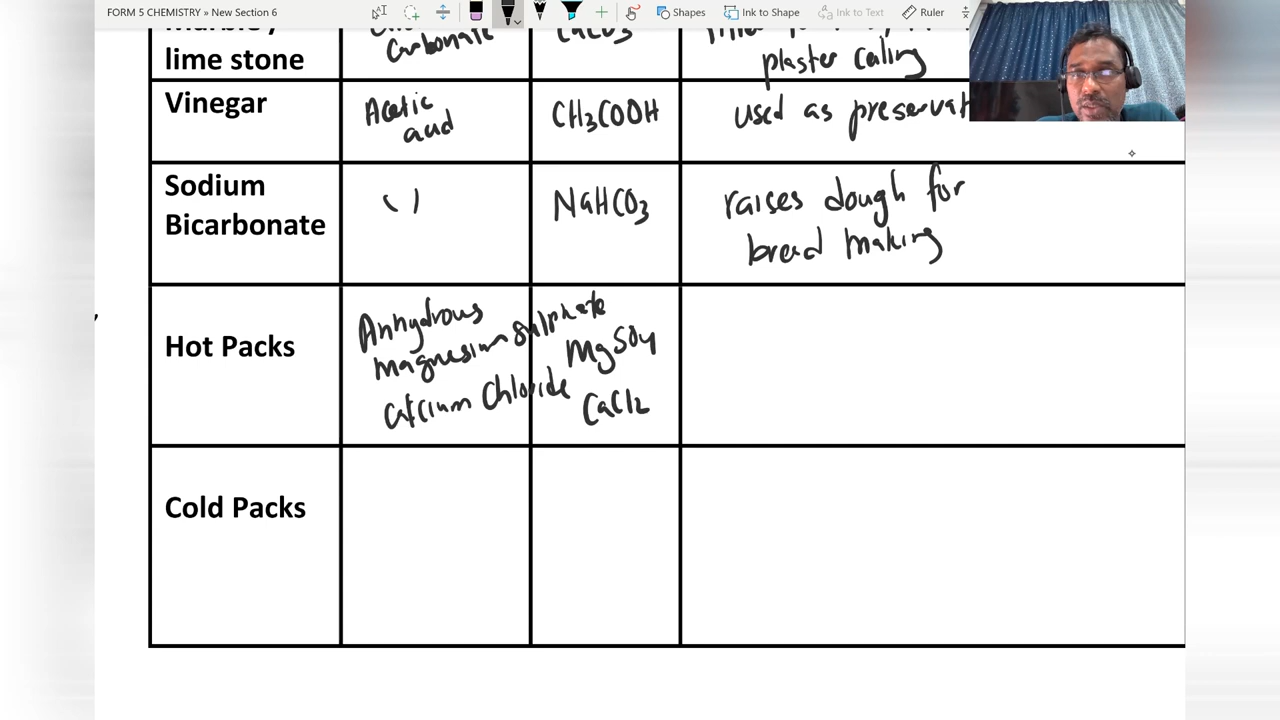 FORM 5 CHEMISTRY » New Section 6
Shapes
Ink to Shape
Ink to Text
Ruler
lime stone
Carbonate
CaCO3
plaster
Vinegar
Acetic
acid
CH3COOH
used as preservat
Sodium
Bicarbonate
NaHCO3
raises dough for
bread making
Hot Packs
Anhydrous
magnesium sulphate
MgSO4
Calcium Chloride
CaCl2
Cold Packs